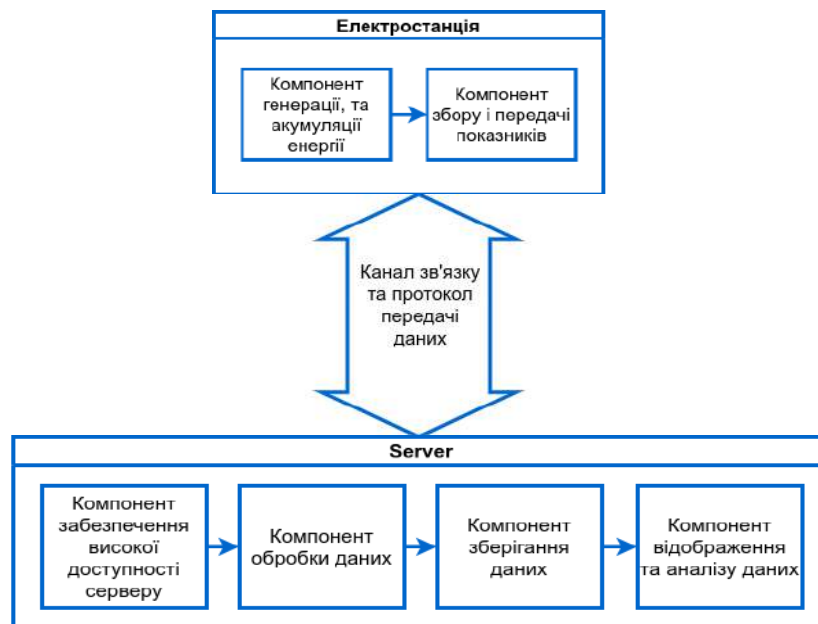 Електростанція
Компонент
генерації, та
акумуляції
енергії
Компонент
збору і передачі
показників
Канал зв'язку
та протокол
передачі
даних
Server
Компонент
забезпечення
високої
доступності
серверу
Компонент
обробки даних
Компонент
зберігання
даних
Компонент
відображення
та аналізу даних